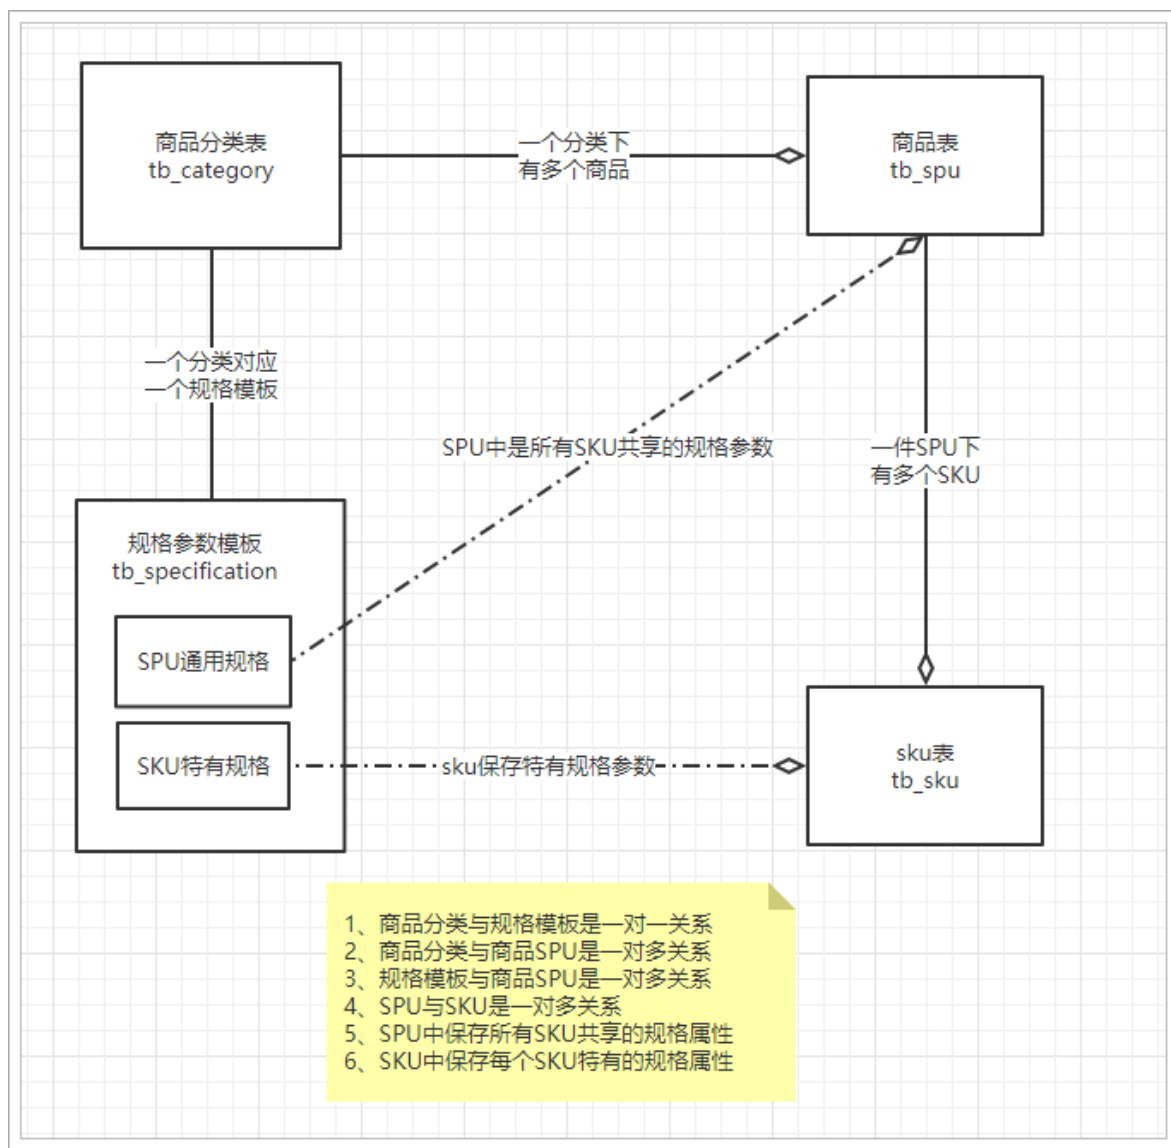 商品分类表
tb_category
一个分类下
有多个商品
商品表
tb_spu
一个分类对应
一个规格模板
SPU中是所有SKU共享的规格参数
一件SPU下
有多个SKU
规格参数模板
tb_specification
SPU通用规格
SKU特有规格
sku保存特有规格参数
sku表
tb_sku
1、商品分类与规格模板是一对一关系
2、商品分类与商品SPU是一对多关系
3、规格模板与商品SPU是一对多关系
4、SPU与SKU是一对多关系
5、SPU中保存所有SKU共享的规格属性
6、SKU中保存每个SKU特有的规格属性